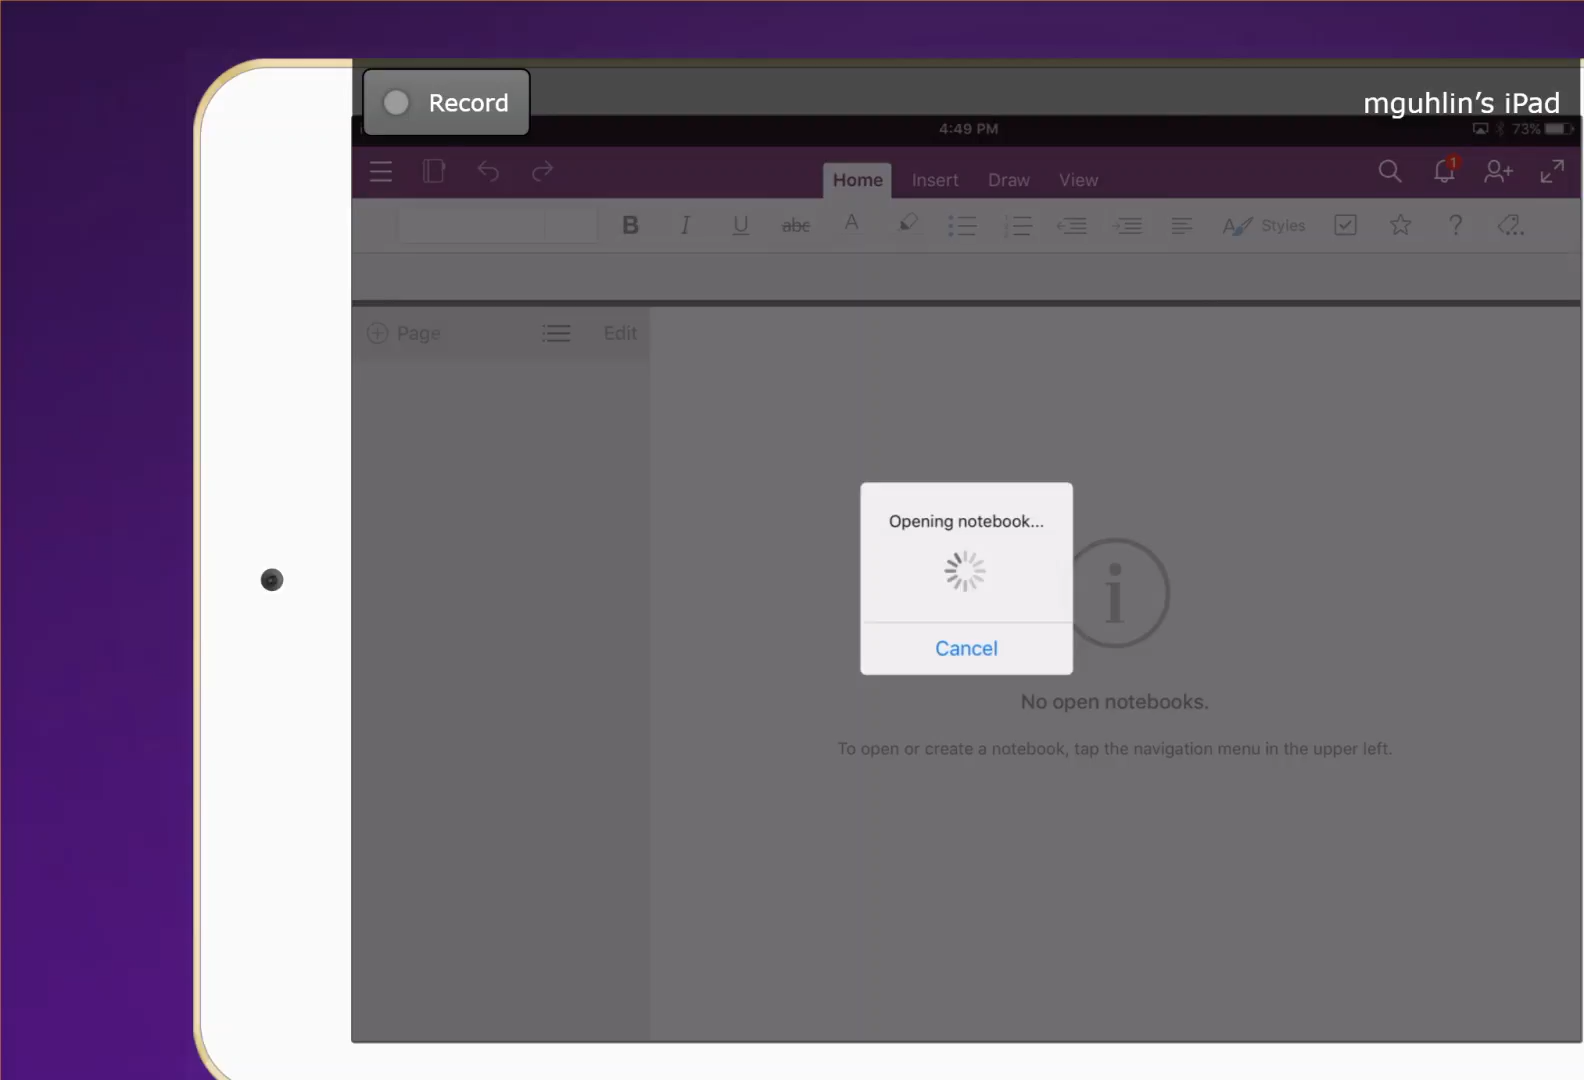 Record
mguhlin’s iPad
4:49 PM
73%
1
Home Insert Draw View
B I U abc A Styles ?
Page Edit
Opening notebook...
Cancel
i
No open notebooks.
To open or create a notebook, tap the navigation menu in the upper left.